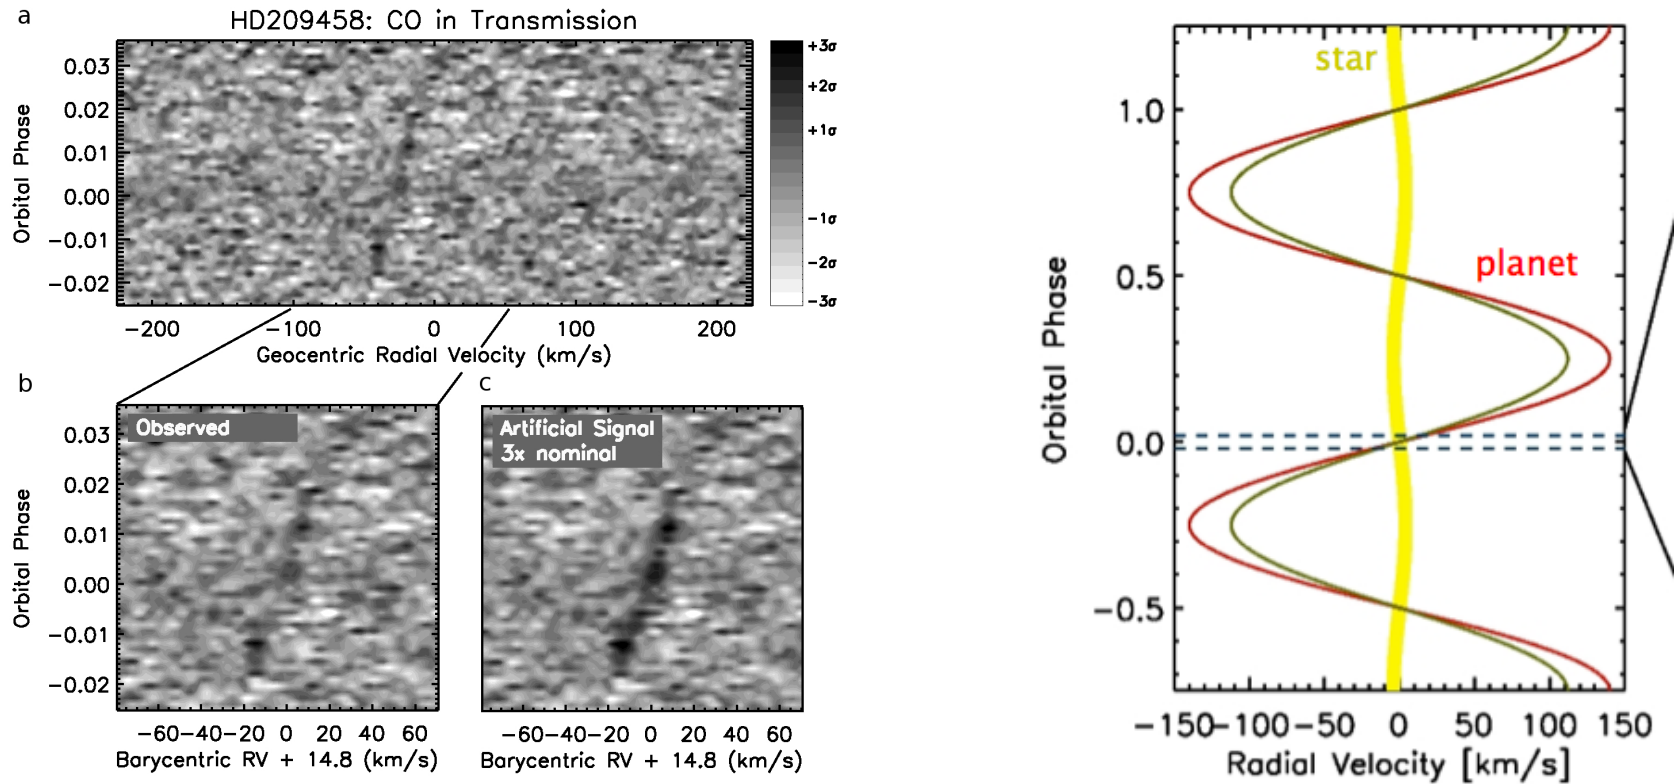 a
HD209458: CO in Transmission
Orbital Phase
0.03
0.02
0.01
0.00
−0.01
−0.02
−200 −100 0 100 200
Geocentric Radial Velocity (km/s)
+3σ
+2σ
+1σ
−1σ
−2σ
−3σ
b
Observed
Orbital Phase
0.03
0.02
0.01
0.00
−0.01
−0.02
−60−40−20 0 20 40 60
Barycentric RV + 14.8 (km/s)
c
Artificial Signal
3x nominal
−60−40−20 0 20 40 60
Barycentric RV + 14.8 (km/s)
star
planet
Orbital Phase
1.0
0.5
0.0
−0.5
−150−100−50 0 50 100 150
Radial Velocity [km/s]